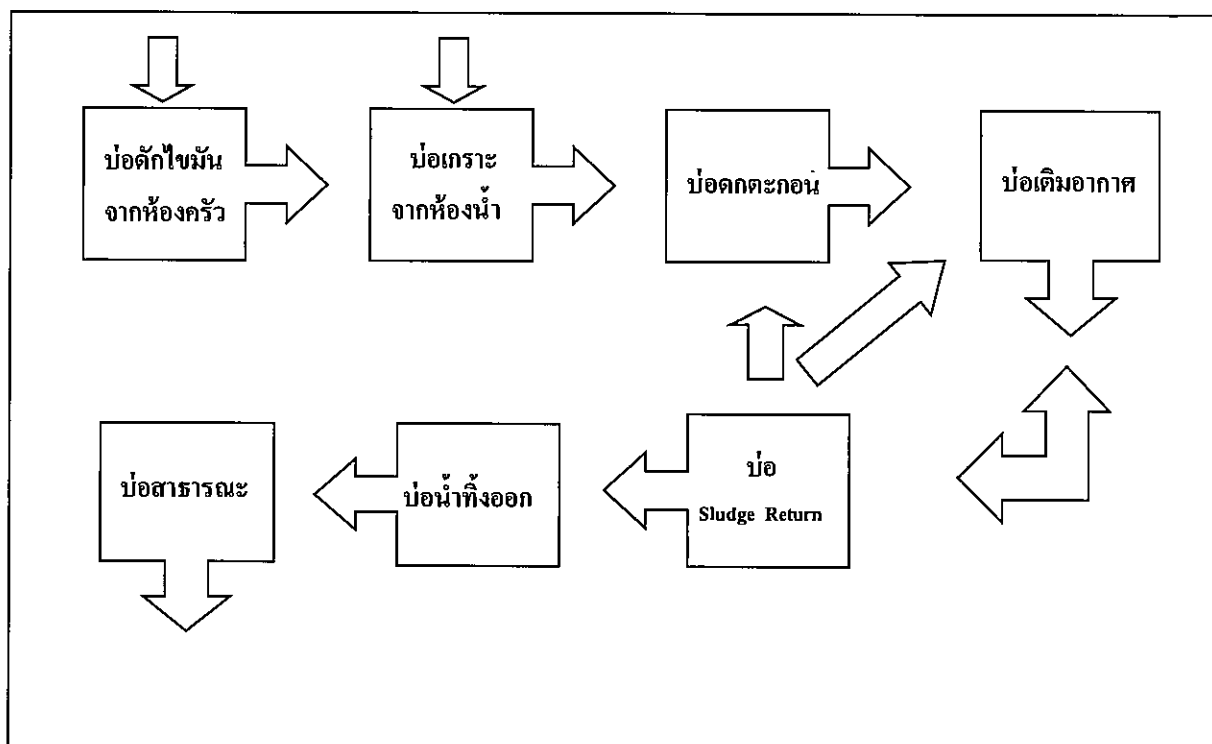 บ่อดักไขมัน
จากห้องครัว
บ่อเกราะ
จากห้องน้ำ
บ่อตกตะกอน
บ่อเติมอากาศ
บ่อสาธารณะ
บ่อน้ำทิ้งออก
บ่อ
Sludge Return